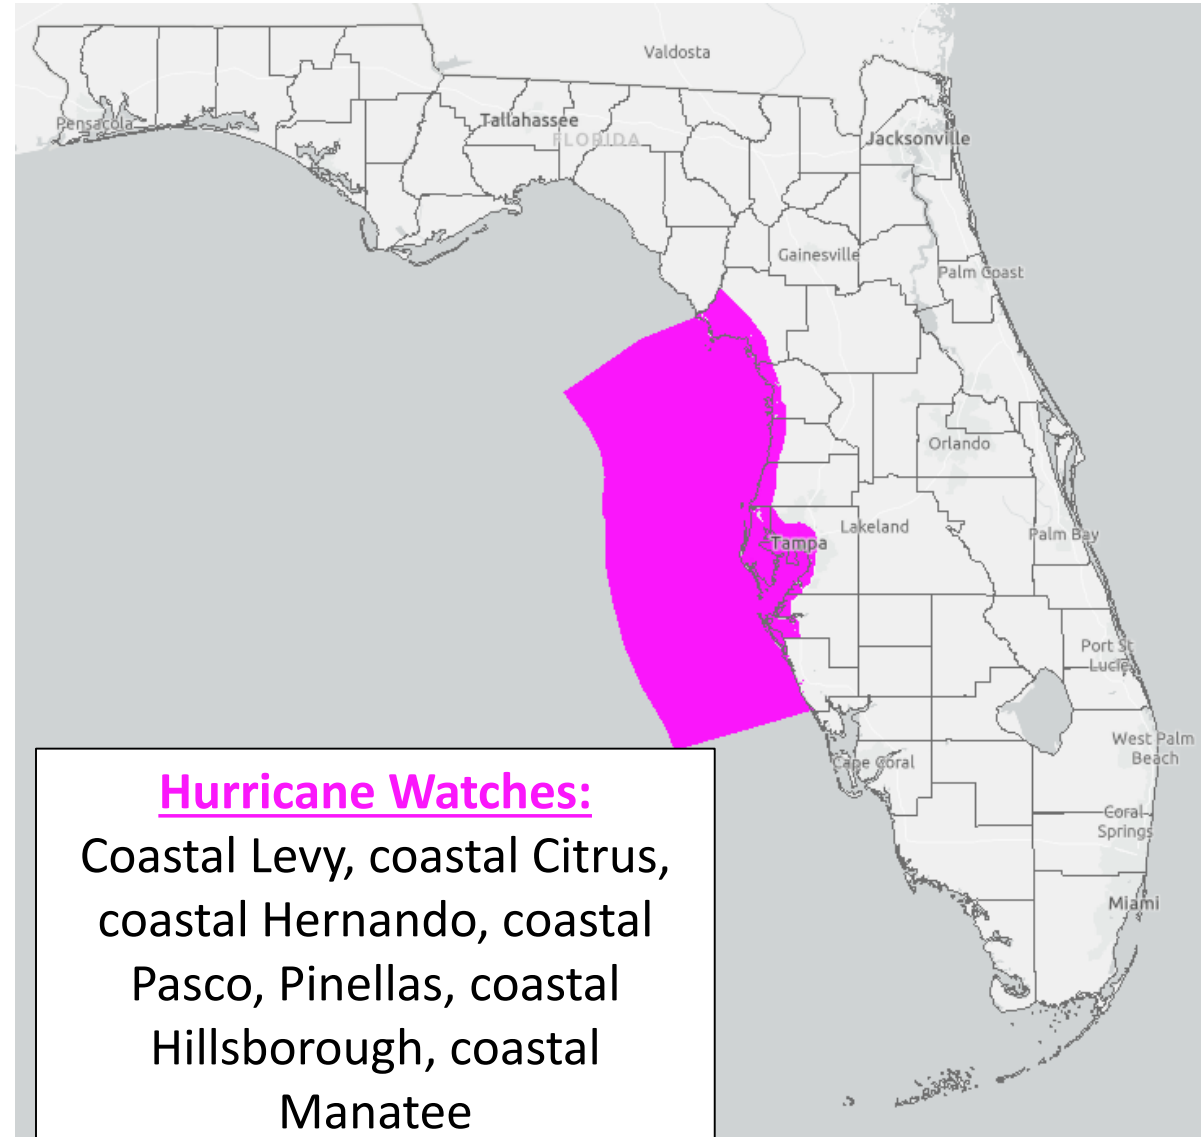 Valdosta
Pensacola
Tallahassee
FLORIDA
Jacksonville
Gainesville
Palm Coast
Orlando
Lakeland
Tampa
Palm Bay
Port St
Lucie
West Palm
Beach
Cape Coral
Coral
Springs
Miami
Hurricane Watches:
Coastal Levy, coastal Citrus,
coastal Hernando, coastal
Pasco, Pinellas, coastal
Hillsborough, coastal
Manatee